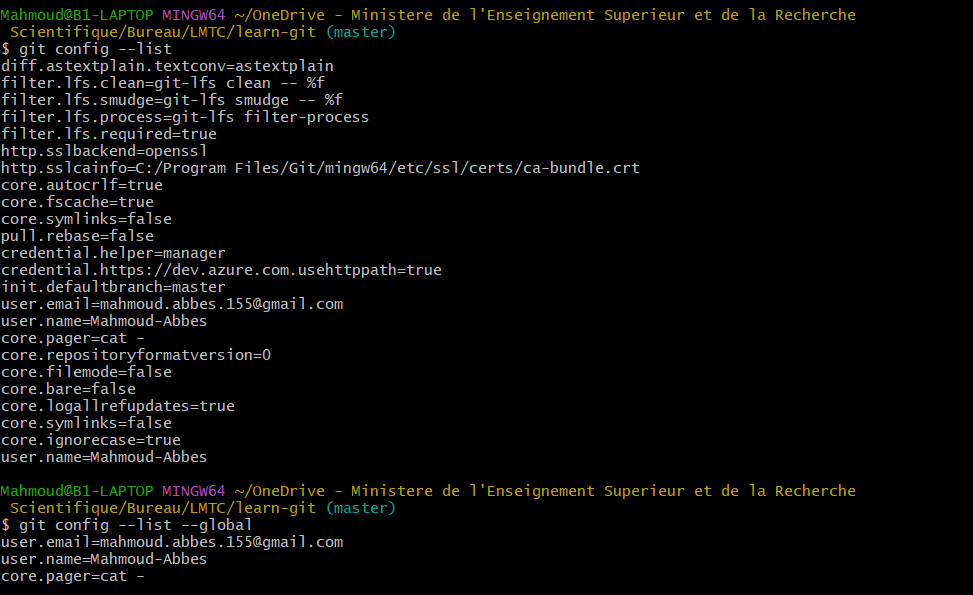 Mahmoud@B1-LAPTOP MINGW64 ~/OneDrive - Ministere de l'Enseignement Superieur et de la Recherche
Scientifique/Bureau/LMTC/learn-git (master)
$ git config --list
diff.astextplain.textconv=astextplain
filter.lfs.clean=git-lfs clean -- %f
filter.lfs.smudge=git-lfs smudge -- %f
filter.lfs.process=git-lfs filter-process
filter.lfs.required=true
http.sslbackend=openssl
http.sslcainfo=C:/Program Files/Git/mingw64/etc/ssl/certs/ca-bundle.crt
core.autocrlf=true
core.fscache=true
core.symlinks=false
pull.rebase=false
credential.helper=manager
credential.https://dev.azure.com.usehttppath=true
init.defaultbranch=master
user.email=mahmoud.abbes.155@gmail.com
user.name=Mahmoud-Abbes
core.pager=cat -
core.repositoryformatversion=0
core.filemode=false
core.bare=false
core.logallrefupdates=true
core.symlinks=false
core.ignorecase=true
user.name=Mahmoud-Abbes
Mahmoud@B1-LAPTOP MINGW64 ~/OneDrive - Ministere de l'Enseignement Superieur et de la Recherche
Scientifique/Bureau/LMTC/learn-git (master)
$ git config --list --global
user.email=mahmoud.abbes.155@gmail.com
user.name=Mahmoud-Abbes
core.pager=cat -